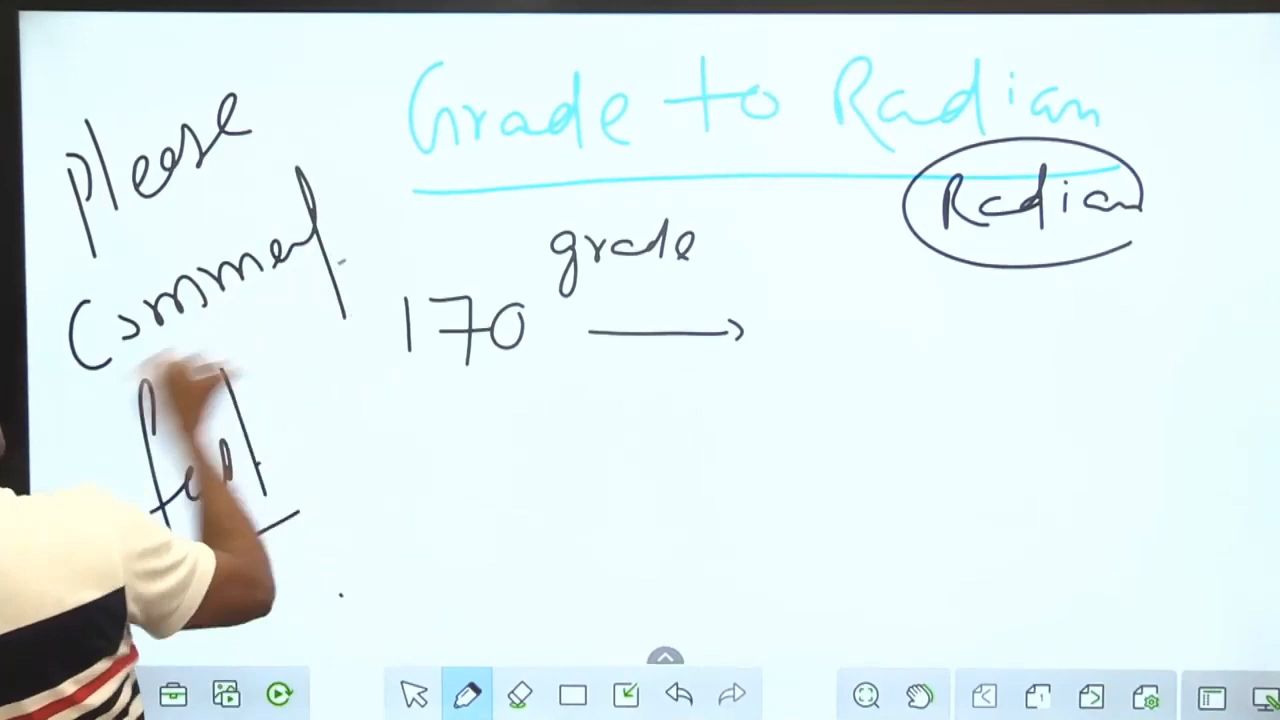 Please
Comment
Grade to Radian
Radian
grade
170 →